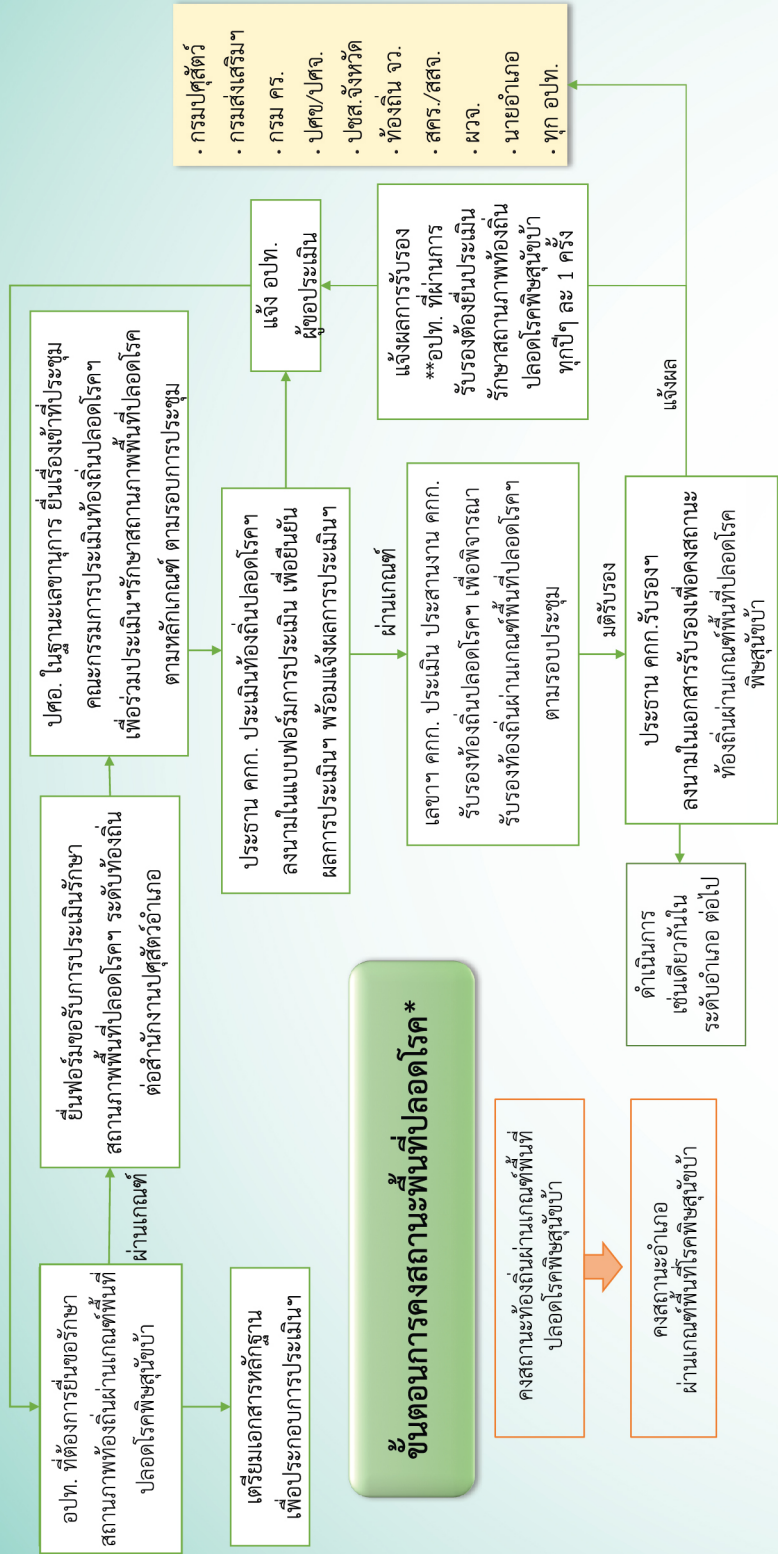 อปท. ที่ต้องการยื่นขอรักษา
สถานภาพท้องถิ่นผ่านเกณฑ์พื้นที่
ปลอดโรคพิษสุนัขบ้า
ผ่านเกณฑ์
เตรียมเอกสารหลักฐาน
เพื่อประกอบการประเมินฯ
ยื่นฟอร์มขอรับการประเมินรักษา
สถานภาพพื้นที่ปลอดโรคฯ ระดับท้องถิ่น
ต่อสำนักงานปศุสัตว์อำเภอ
ปศอ. ในฐานะเลขานุการ ยื่นเรื่องเข้าที่ประชุม
คณะกรรมการประเมินท้องถิ่นปลอดโรคฯ
เพื่อร่วมประเมินฯรักษาสถานภาพพื้นที่ปลอดโรค
ตามหลักเกณฑ์ ตามรอบการประชุม
ประธาน คกก. ประเมินท้องถิ่นปลอดโรคฯ
ลงนามในแบบฟอร์มการประเมิน เพื่อยืนยัน
ผลการประเมินฯ พร้อมแจ้งผลการประเมินฯ
แจ้ง อปท.
ผู้ขอประเมิน
ผ่านเกณฑ์
เลขาฯ คกก. ประเมิน ประสานงาน คกก.
รับรองท้องถิ่นปลอดโรคฯ เพื่อพิจารณา
รับรองท้องถิ่นผ่านเกณฑ์พื้นที่ปลอดโรคฯ
ตามรอบประชุม
มติรับรอง
ประธาน คกก.รับรองฯ
ลงนามในเอกสารรับรองเพื่อคงสถานะ
ท้องถิ่นผ่านเกณฑ์พื้นที่ปลอดโรค
พิษสุนัขบ้า
แจ้งผล
แจ้งผลการรับรอง
**อปท. ที่ผ่านการ
รับรองต้องยื่นประเมิน
รักษาสถานภาพท้องถิ่น
ปลอดโรคพิษสุนัขบ้า
ทุกปีๆ ละ 1 ครั้ง
· กรมปศุสัตว์
· กรมส่งเสริมฯ
· กรม คร.
· ปศข/ปศจ.
· ปชส.จังหวัด
· ท้องถิ่น จว.
· สคร./สสจ.
· ผวจ.
· นายอำเภอ
· ทุก อปท.
ดำเนินการ
เช่นเดียวกันใน
ระดับอำเภอ ต่อไป
ขั้นตอนการคงสถานะพื้นที่ปลอดโรค*
คงสถานะท้องถิ่นผ่านเกณฑ์พื้นที่
ปลอดโรคพิษสุนัขบ้า
คงสถานะอำเภอ
ผ่านเกณฑ์พื้นที่โรคพิษสุนัขบ้า